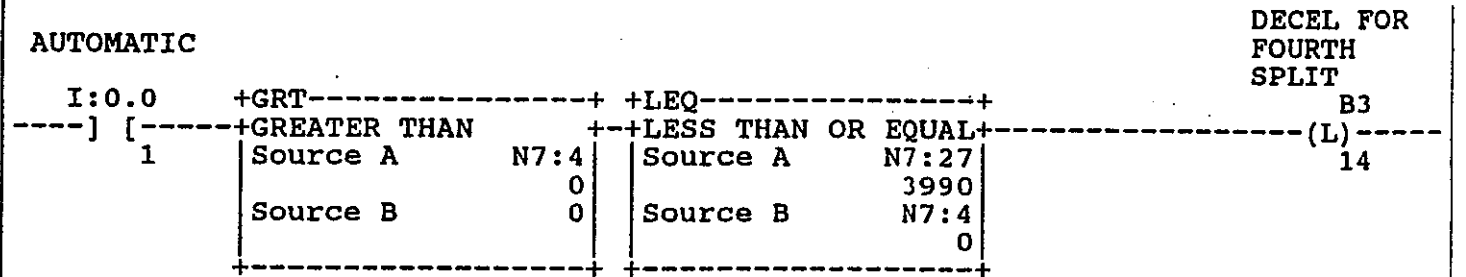 DECEL FOR
AUTOMATIC FOURTH
SPLIT
I:0.0 +GRT---------------+ +LEQ---------------+ B3
----] [-----+GREATER THAN +-+LESS THAN OR EQUAL+-----------------(L)-----
1 |Source A N7:4| |Source A N7:27| 14
| 0| | 3990|
|Source B 0| |Source B N7:4|
| | | 0|
+------------------+ +------------------+